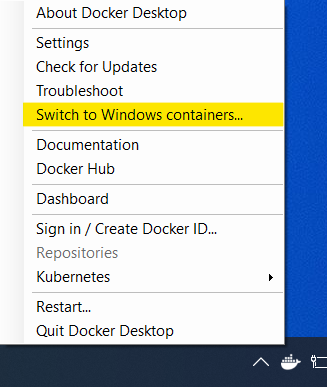 About Docker Desktop
Settings
Check for Updates
Troubleshoot
Switch to Windows containers...
Documentation
Docker Hub
Dashboard
Sign in / Create Docker ID...
Repositories
Kubernetes
Restart...
Quit Docker Desktop